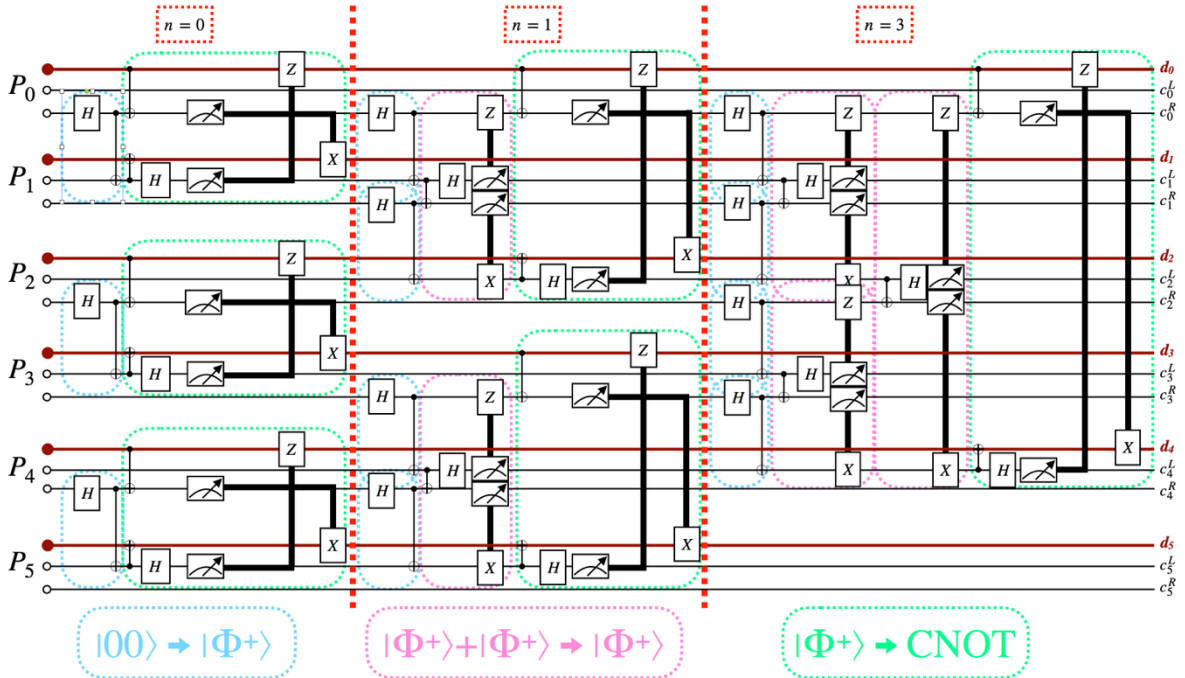 n = 0 n = 1 n = 3
Z Z Z d₀
P₀ c₀ᴸ
H H Z H Z Z c₀ᴿ
X d₁
P₁ H H H c₁ᴸ
H H c₁ᴿ
Z X d₂
P₂ X H X H c₂ᴸ
H H Z c₂ᴿ
X Z d₃
P₃ H H c₃ᴸ
H Z H c₃ᴿ
Z X d₄
P₄ H X X H c₄ᴸ
H H c₄ᴿ
X X d₅
P₅ H X H c₅ᴸ
c₅ᴿ
|00⟩ ➡ |Φ⁺⟩ |Φ⁺⟩+|Φ⁺⟩ ➡ |Φ⁺⟩ |Φ⁺⟩ ➡ CNOT